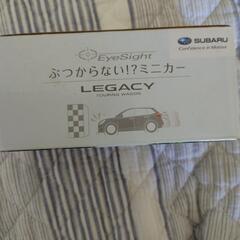 EyeSight
SUBARU
Confidence in Motion
ぶつからない!?ミニカー
LEGACY
TOURING WAGON